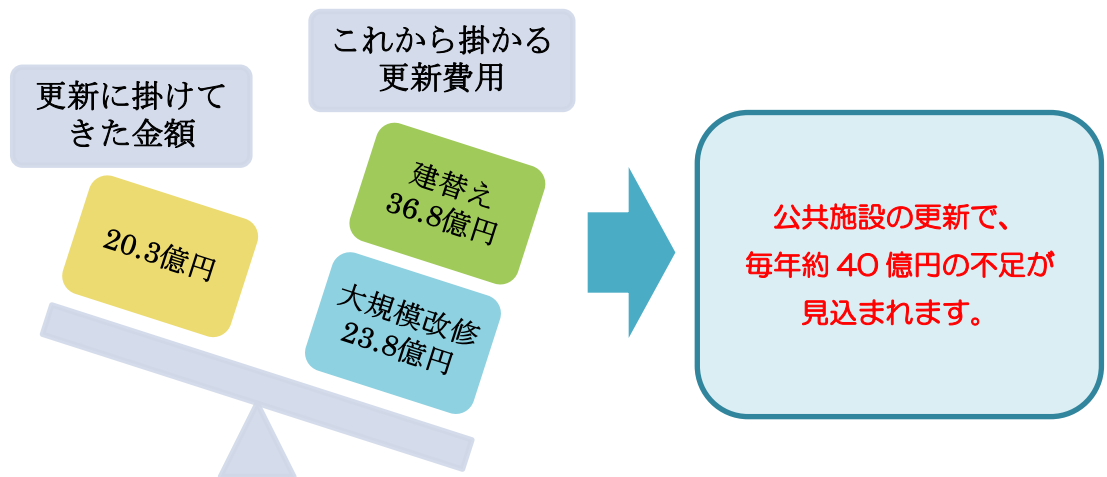 更新に掛けて
きた金額
20.3億円
これから掛かる
更新費用
建替え
36.8億円
大規模改修
23.8億円
公共施設の更新で、
毎年約40億円の不足が
見込まれます。